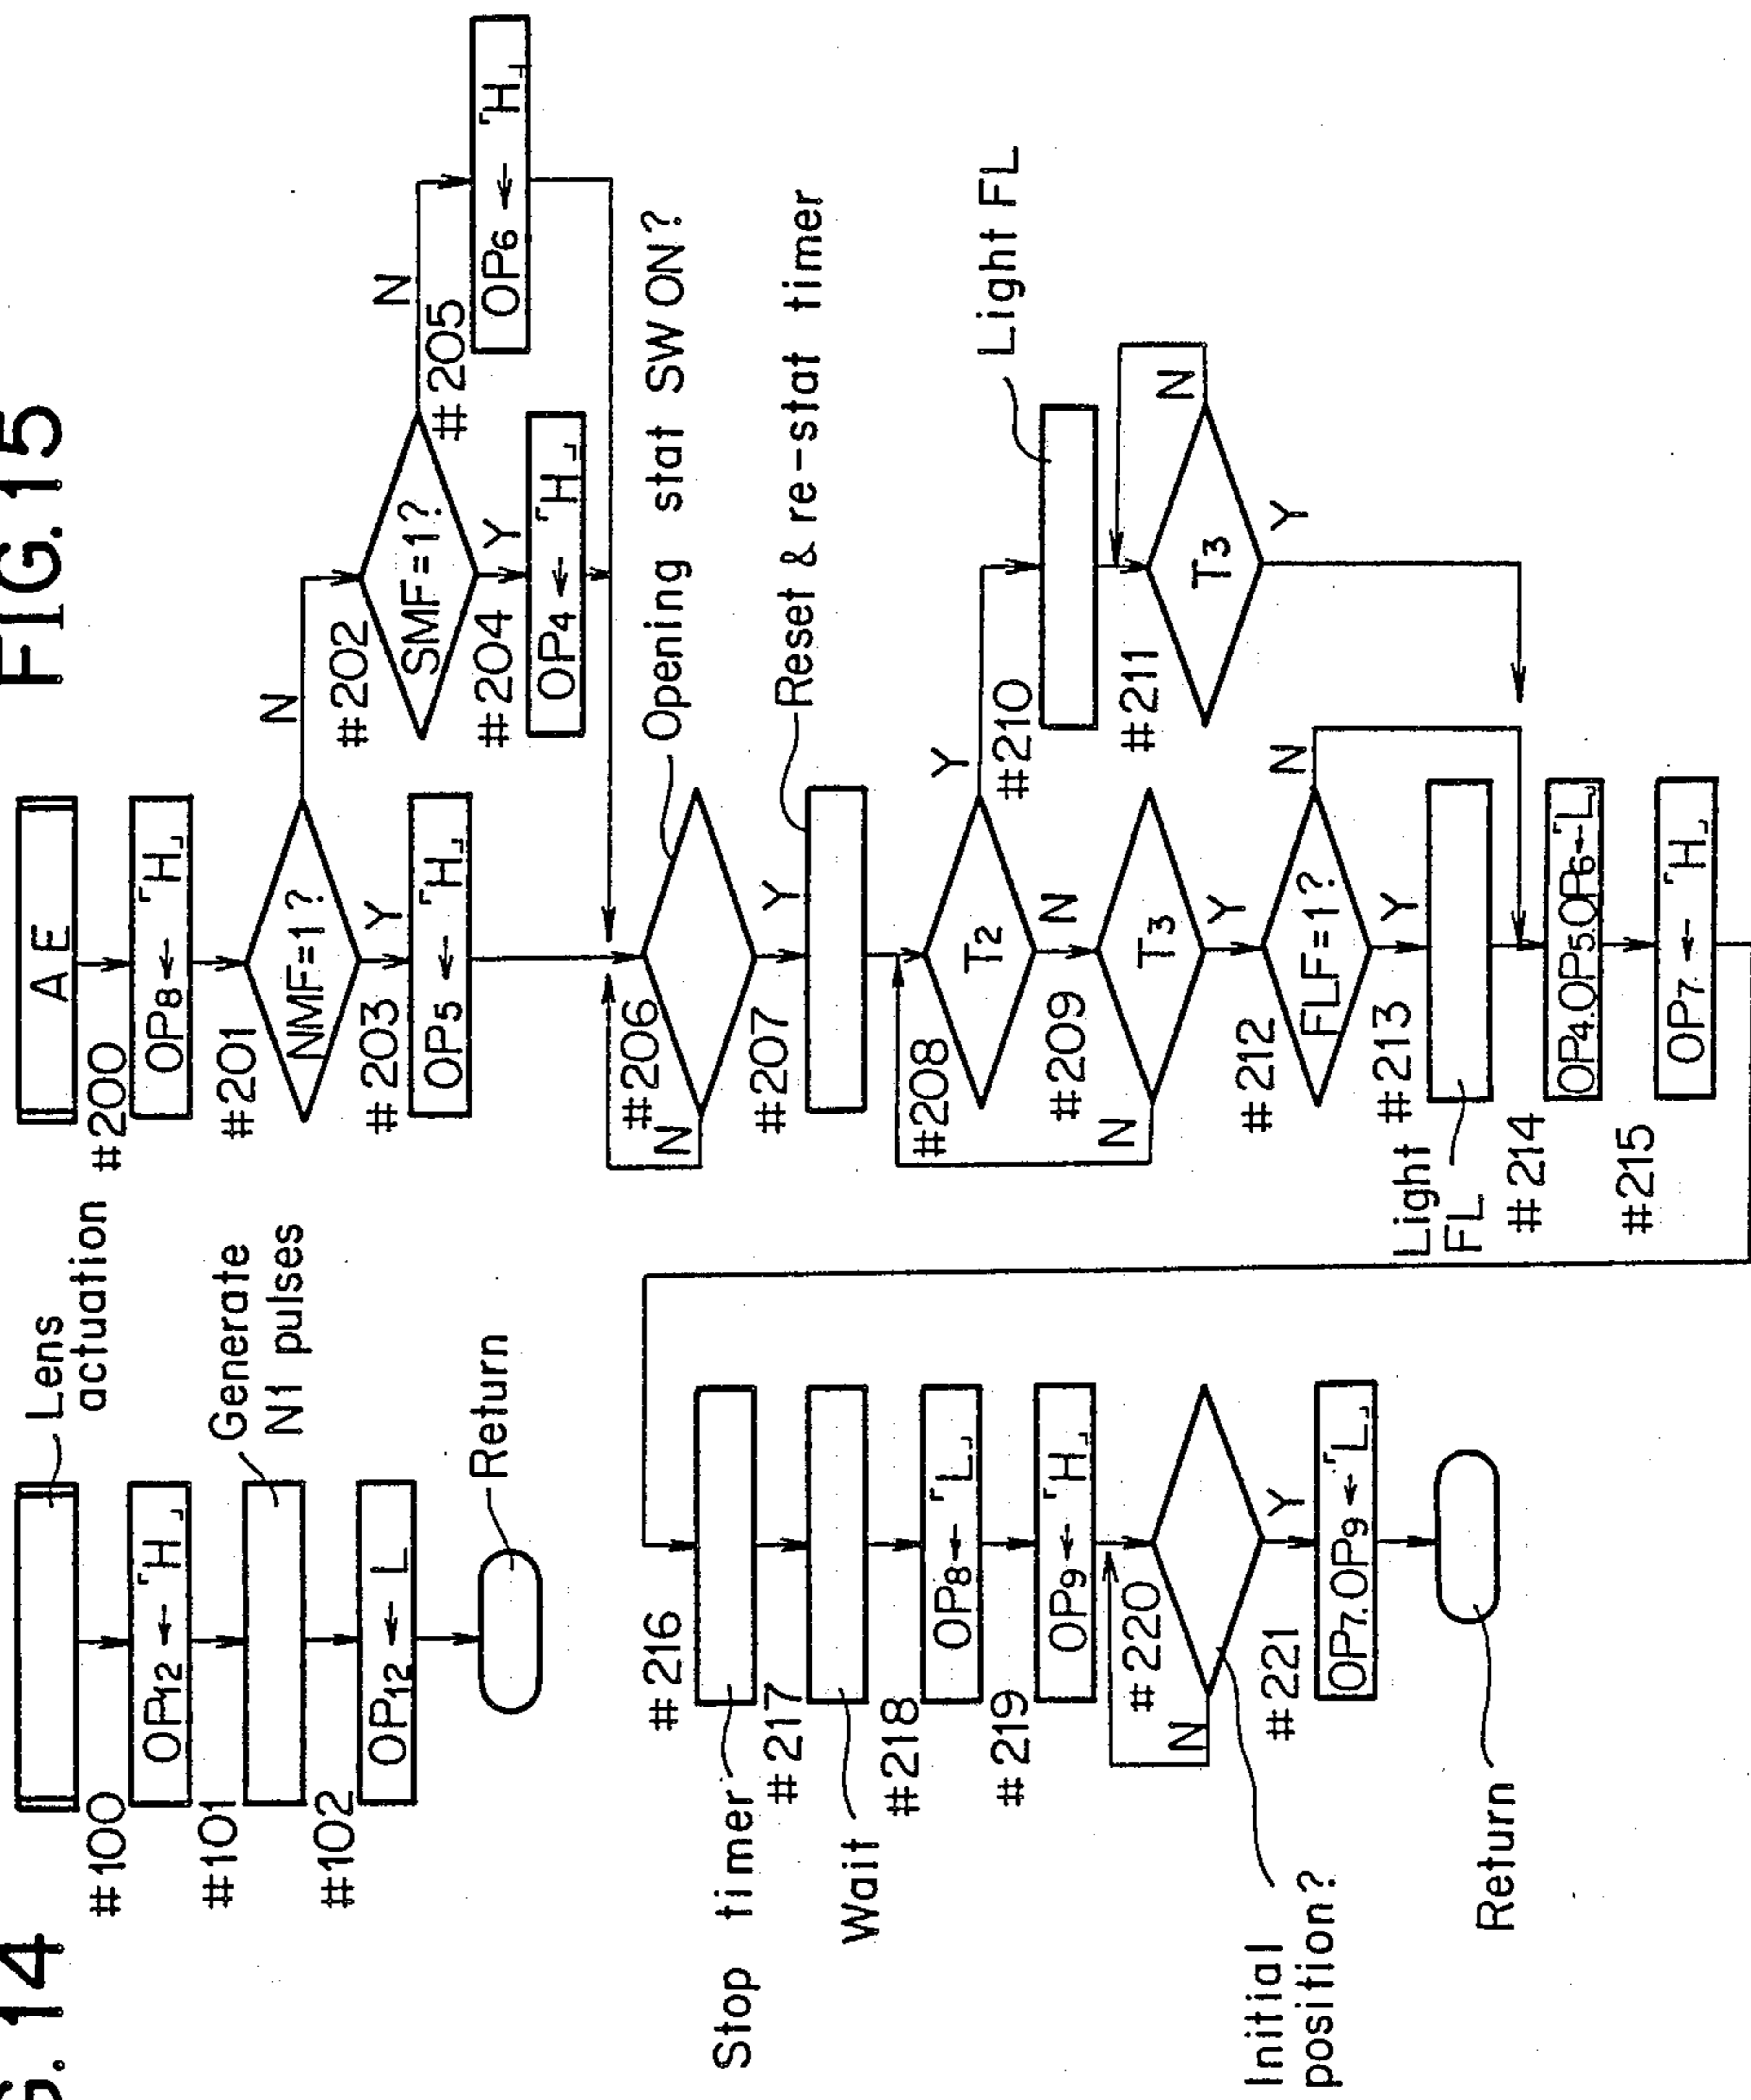 G. 14
Lens
actuation
#100
OP12 ← 「H」
#101
Generate
N1 pulses
#102
OP12 ← L
Return
FIG. 15
AE
#200
OP8 ← 「H」
#201
NMF=1?
N
Y
#202
SMF=1?
N
Y
#203
OP5 ← 「H」
#204
OP4 ← 「H」
#205
OP6 ← 「H」
#206
Opening stat SW ON?
N
Y
#207
Reset & re-stat timer
#208
T2
Y
N
#209
T3
N
Y
#210
Light FL
#211
T3
N
Y
#212
FLF=1?
N
Y
#213
Light
FL
#214
OP4.OP5.OP6←「L」
#215
OP7 ← 「H」
#216
Stop timer
#217
Wait
#218
OP8 ← 「L」
#219
OP9 ← 「H」
#220
Initial
position?
N
Y
#221
OP7.OP9 ← 「L」
Return